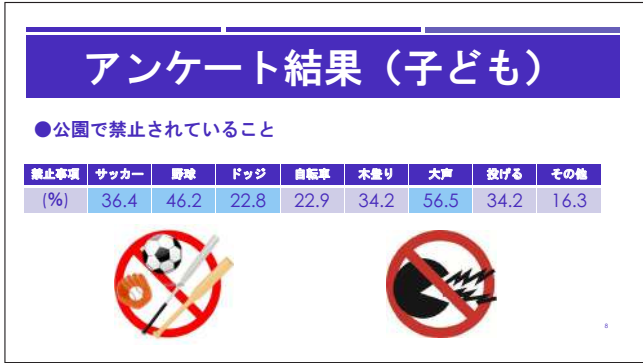 アンケート結果（子ども）
●公園で禁止されていること
禁止事項 サッカー 野球 ドッジ 自転車 木登り 大声 投げる その他
(%) 36.4 46.2 22.8 22.9 34.2 56.5 34.2 16.3
8